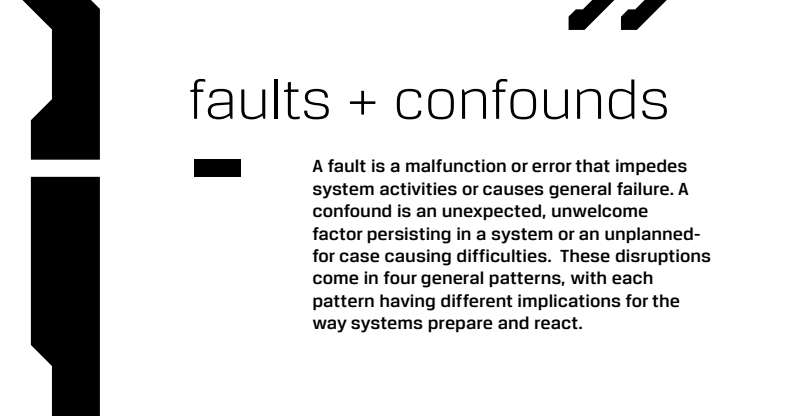 faults + confounds
A fault is a malfunction or error that impedes
system activities or causes general failure. A
confound is an unexpected, unwelcome
factor persisting in a system or an unplanned-
for case causing difficulties.  These disruptions
come in four general patterns, with each
pattern having different implications for the
way systems prepare and react.